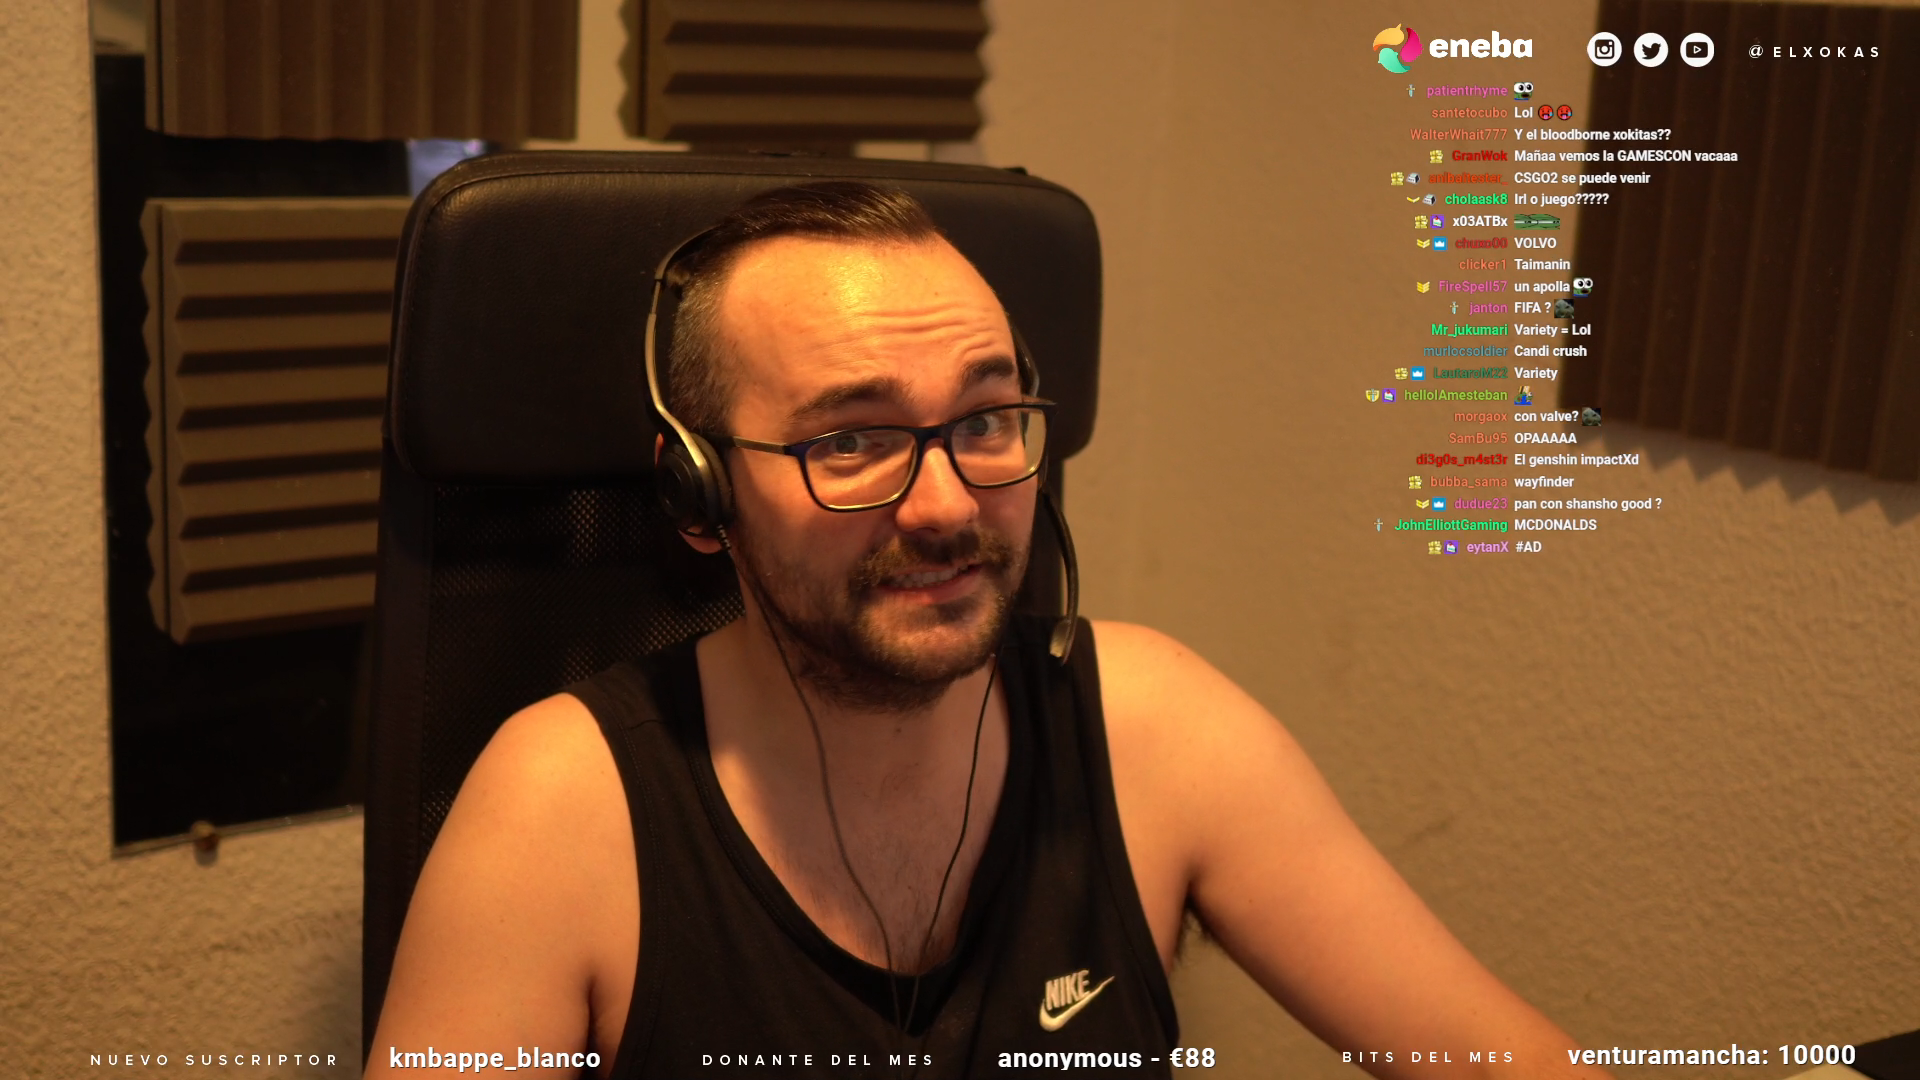 eneba
@ELXOKAS
patientrhyme
santetocubo Lol
WalterWhait777 Y el bloodborne xokitas??
GranWok Mañaa vemos la GAMESCON vacaaa
CSGO2 se puede venir
cholaask8 Irl o juego?????
x03ATBx
chuxo00 VOLVO
clicker1 Taimanin
FireSpell57 un apolla
janton FIFA ?
Mr_jukumari Variety = Lol
murlocsoldier Candi crush
LautaroM22 Variety
helloIAmesteban
morgaox con valve?
SamBu95 OPAAAAA
di3g0s_m4st3r El genshin impactXd
bubba_sama wayfinder
dudue23 pan con shansho good ?
JohnElliottGaming MCDONALDS
eytanX #AD
NIKE
NUEVO SUSCRIPTOR kmbappe_blanco DONANTE DEL MES anonymous - €88 BITS DEL MES venturamancha: 10000